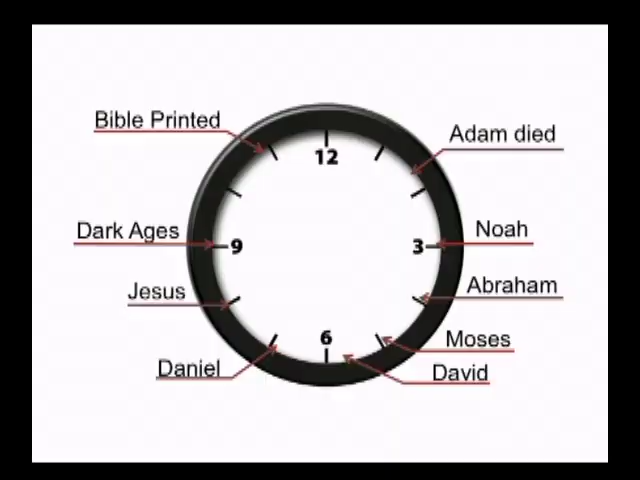 Bible Printed
Adam died
12
Dark Ages
9
3
Noah
Jesus
Abraham
6
Moses
Daniel
David